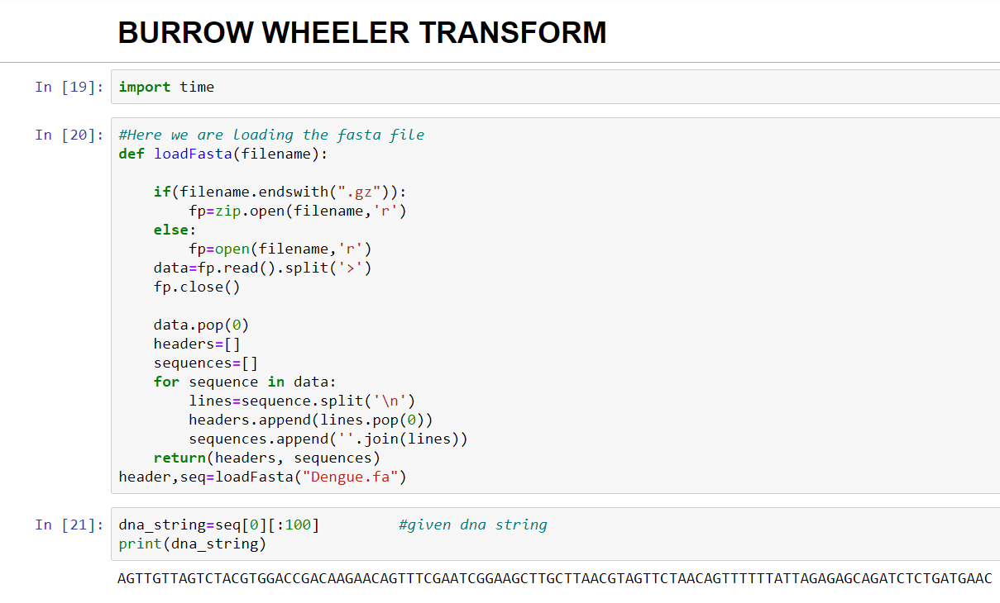 BURROW WHEELER TRANSFORM
In [19]: import time
In [20]: #Here we are loading the fasta file
def loadFasta(filename):
if(filename.endswith(".gz")):
fp=zip.open(filename,'r')
else:
fp=open(filename,'r')
data=fp.read().split('>')
fp.close()
data.pop(0)
headers=[]
sequences=[]
for sequence in data:
lines=sequence.split('\n')
headers.append(lines.pop(0))
sequences.append(''.join(lines))
return(headers, sequences)
header,seq=loadFasta("Dengue.fa")
In [21]: dna_string=seq[0][:100] #given dna string
print(dna_string)
AGTTGTTAGTCTACGTGGACCGACAAGAACAGTTTCGAATCGGAAGCTTGCTTAACGTAGTTCTAACAGTTTTTTATTAGAGAGCAGATCTCTGATGAAC